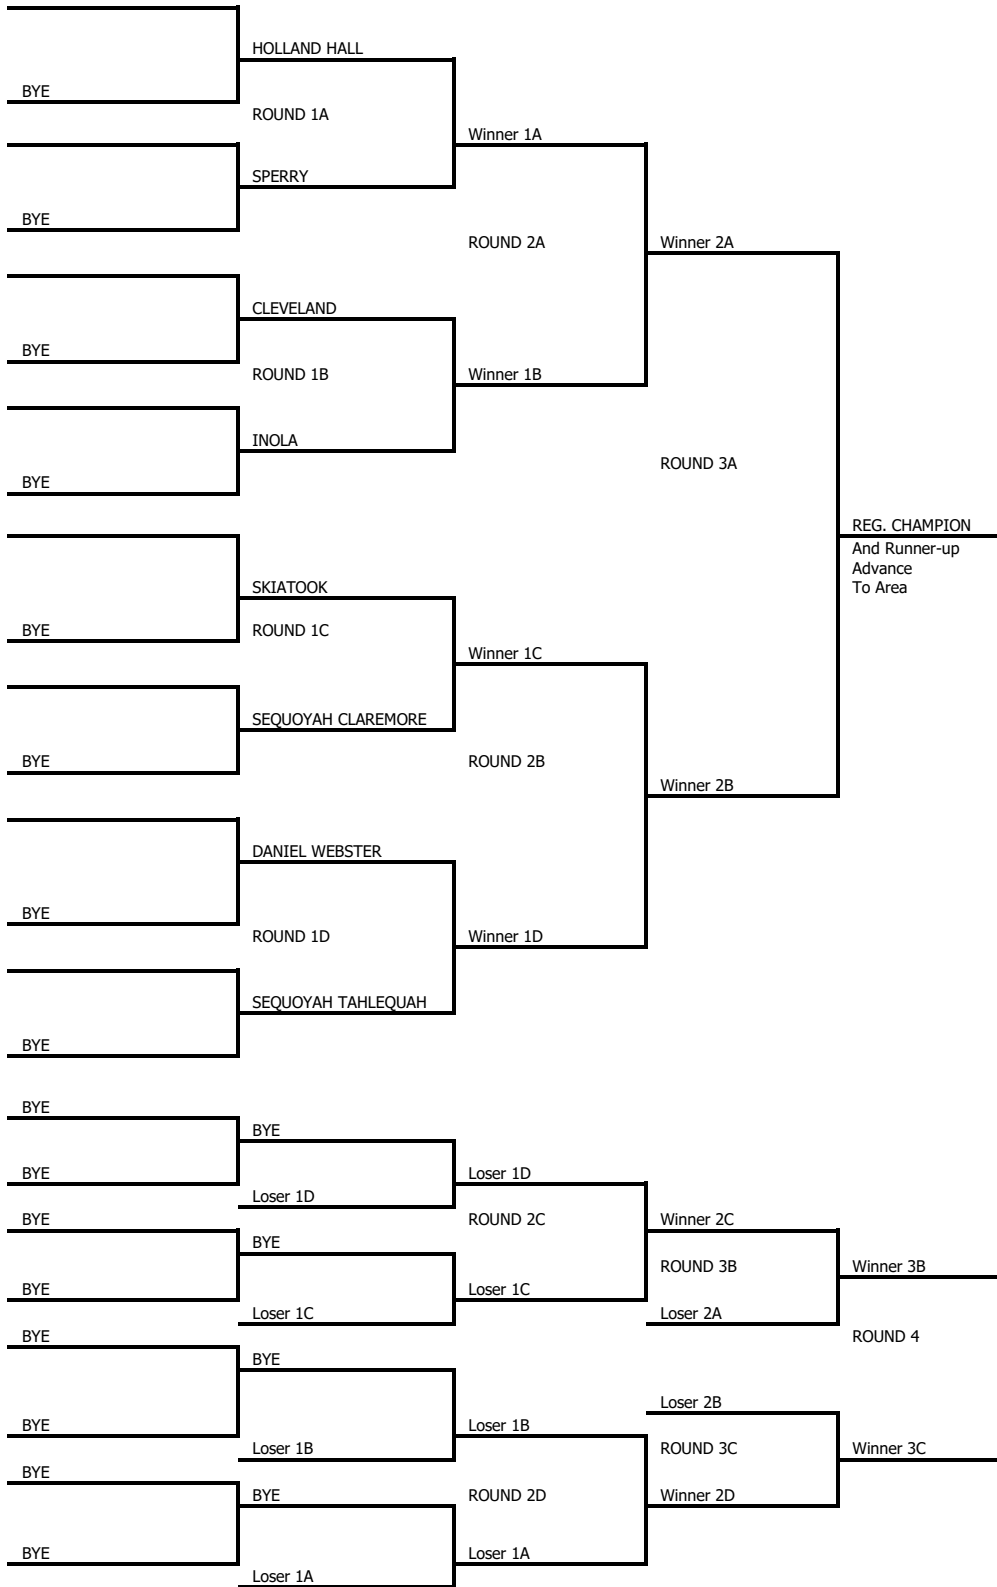 HOLLAND HALL
BYE
ROUND 1A
Winner 1A
SPERRY
BYE
ROUND 2A
Winner 2A
CLEVELAND
BYE
ROUND 1B
Winner 1B
INOLA
ROUND 3A
BYE
REG. CHAMPION
And Runner-up
Advance
To Area
SKIATOOK
BYE
ROUND 1C
Winner 1C
SEQUOYAH CLAREMORE
BYE
ROUND 2B
Winner 2B
DANIEL WEBSTER
BYE
ROUND 1D
Winner 1D
SEQUOYAH TAHLEQUAH
BYE
BYE
BYE
BYE
Loser 1D
Loser 1D
BYE
ROUND 2C
Winner 2C
BYE
ROUND 3B
Winner 3B
BYE
Loser 1C
Loser 1C
Loser 2A
BYE
ROUND 4
BYE
Loser 2B
BYE
Loser 1B
Loser 1B
ROUND 3C
Winner 3C
BYE
BYE
ROUND 2D
Winner 2D
BYE
Loser 1A
Loser 1A